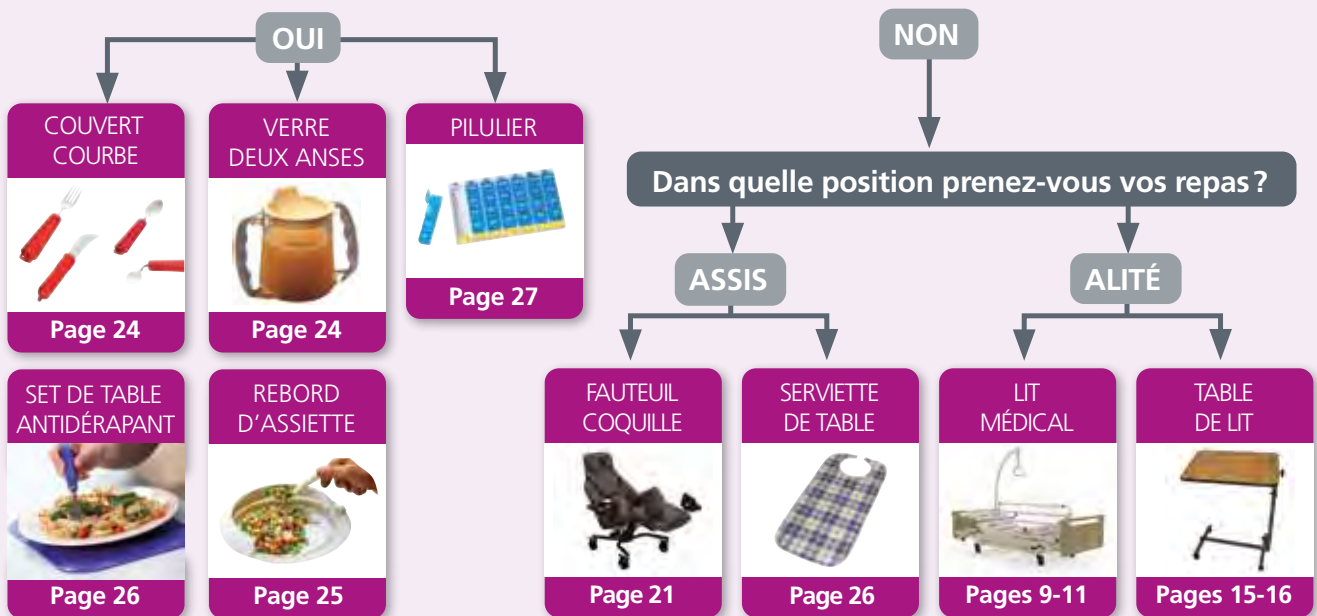 OUI
COUVERT
COURBE
Page 24
VERRE
DEUX ANSES
Page 24
PILULIER
Page 27
SET DE TABLE
ANTIDÉRAPANT
Page 26
REBORD
D'ASSIETTE
Page 25
NON
Dans quelle position prenez-vous vos repas ?
ASSIS
FAUTEUIL
COQUILLE
Page 21
SERVIETTE
DE TABLE
Page 26
ALITÉ
LIT
MÉDICAL
Pages 9-11
TABLE
DE LIT
Pages 15-16